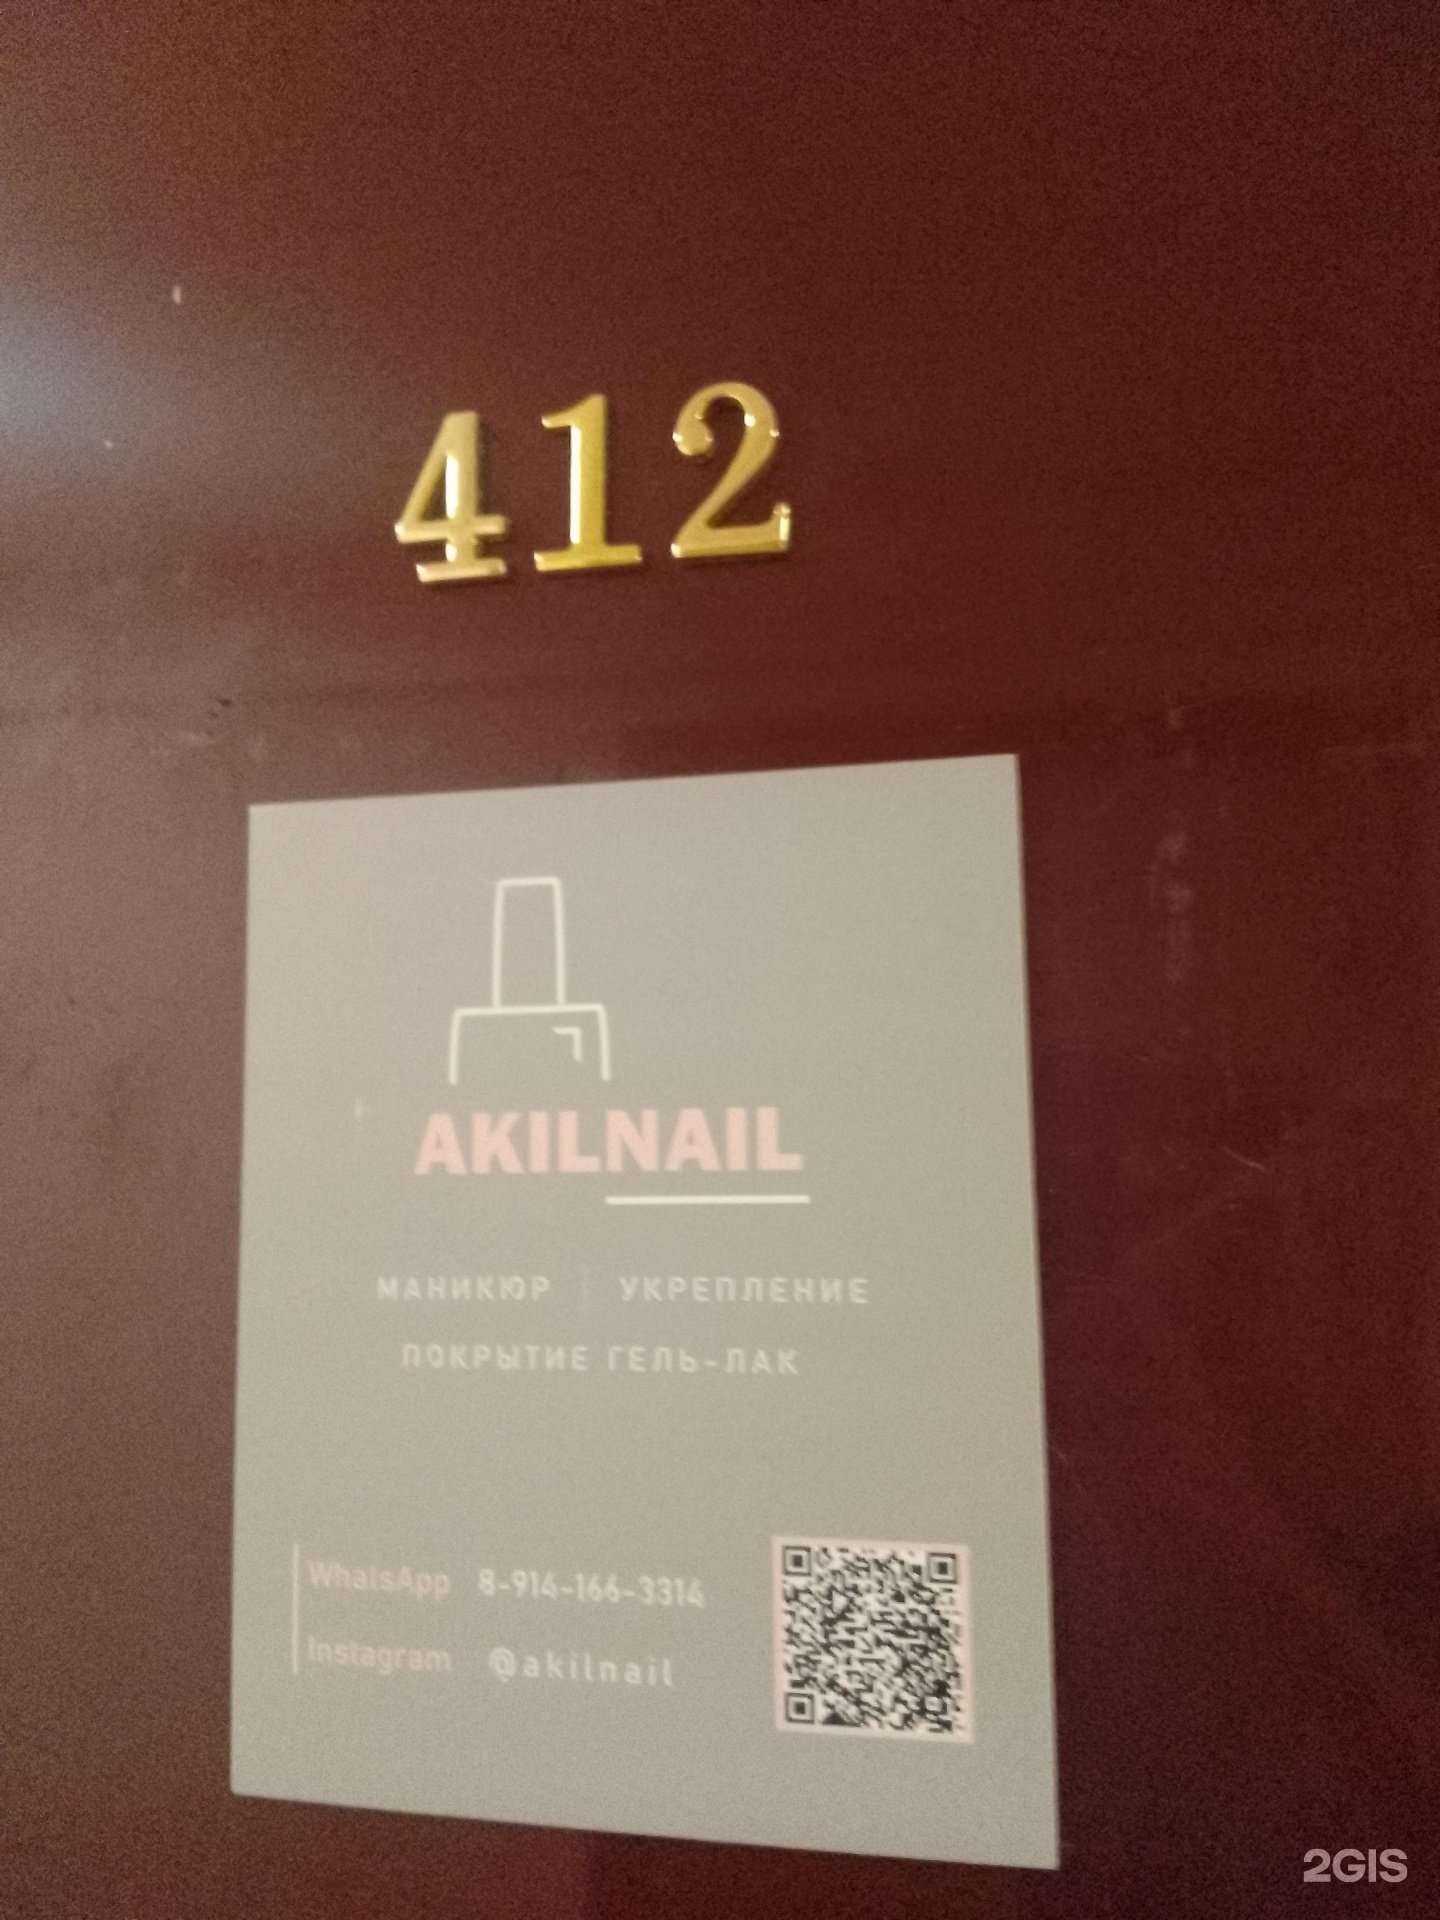 412
AKILNAIL
МАНИКЮР | УКРЕПЛЕНИЕ
ПОКРЫТИЕ ГЕЛЬ-ЛАК
WhatsApp 8-914-166-3314
Instagram @akilnail
2GIS